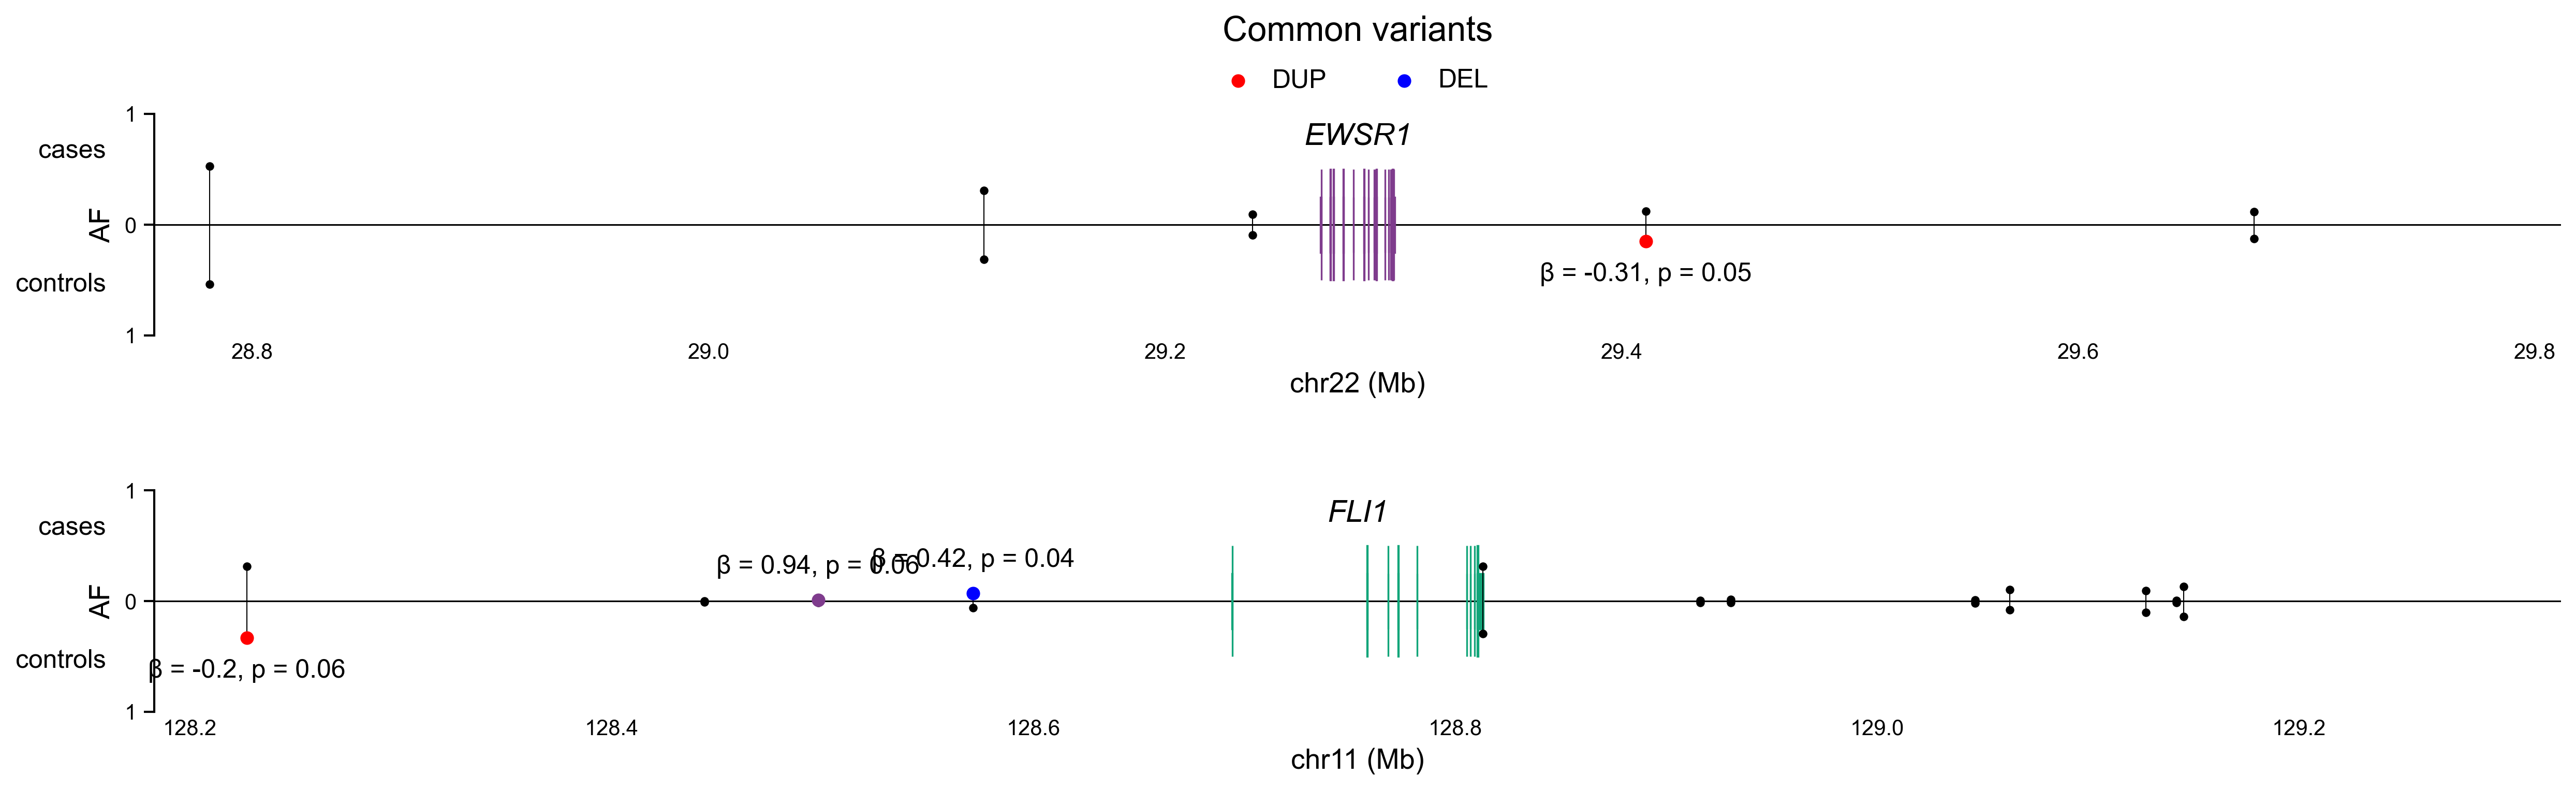 Common variants
DUP DEL
1
cases
EWSR1
AF
0
controls
β = -0.31, p = 0.05
1
28.8 29.0 29.2 29.4 29.6 29.8
chr22 (Mb)
1
cases
FLI1
β = 0.94, p = 0.06
β = 0.42, p = 0.04
AF
0
controls
β = -0.2, p = 0.06
1
128.2 128.4 128.6 128.8 129.0 129.2
chr11 (Mb)